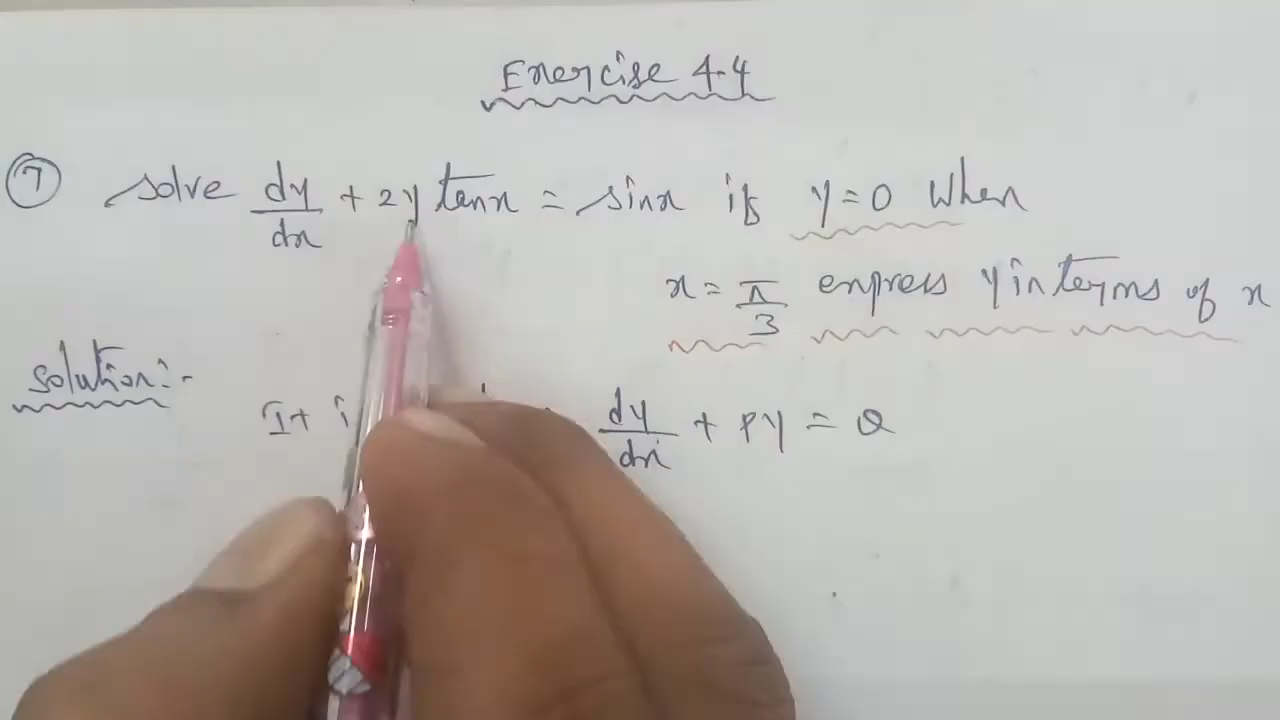 Exercise 4.4
7 solve dy/dx + 2y tanx = sinx if y=0 when
x = π/3 express y in terms of x
solution:-
It dy/dx + Py = Q